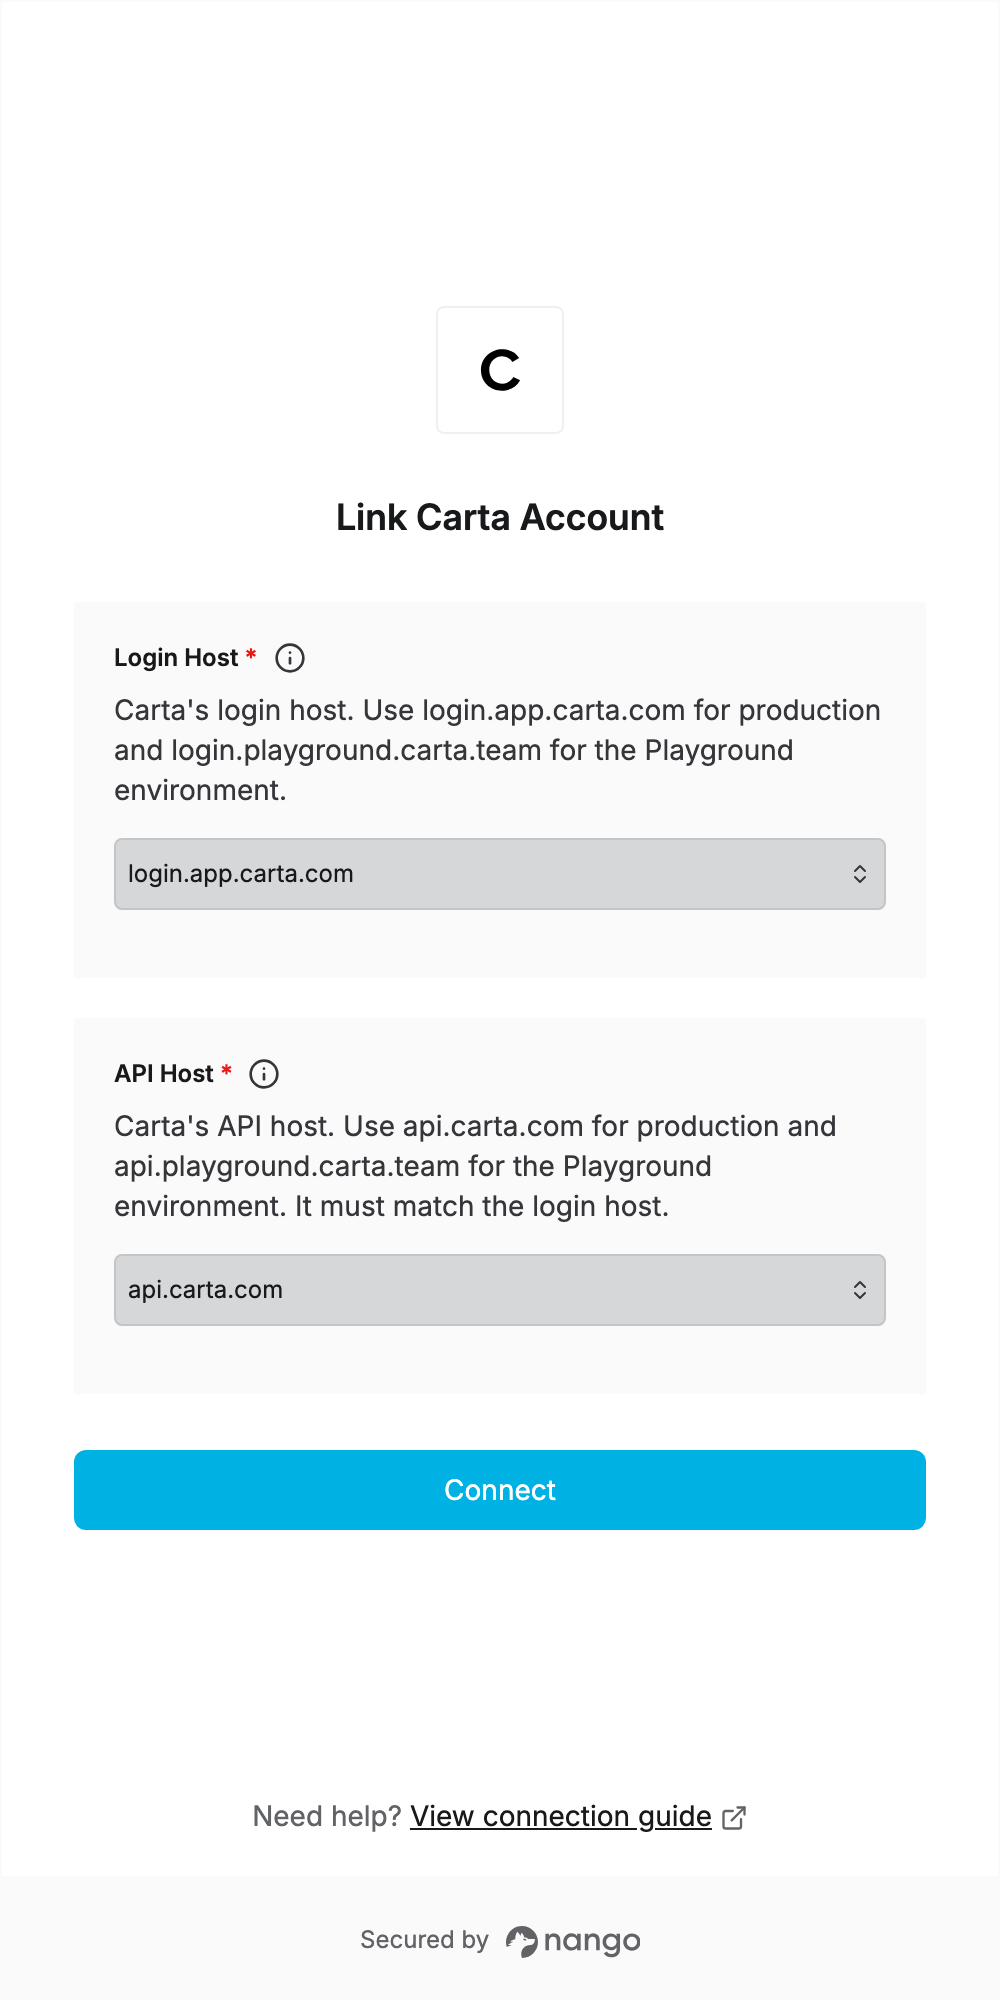 C
Link Carta Account
Login Host *
Carta's login host. Use login.app.carta.com for production
and login.playground.carta.team for the Playground
environment.
login.app.carta.com
API Host *
Carta's API host. Use api.carta.com for production and
api.playground.carta.team for the Playground
environment. It must match the login host.
api.carta.com
Connect
Need help? View connection guide
Secured by nango